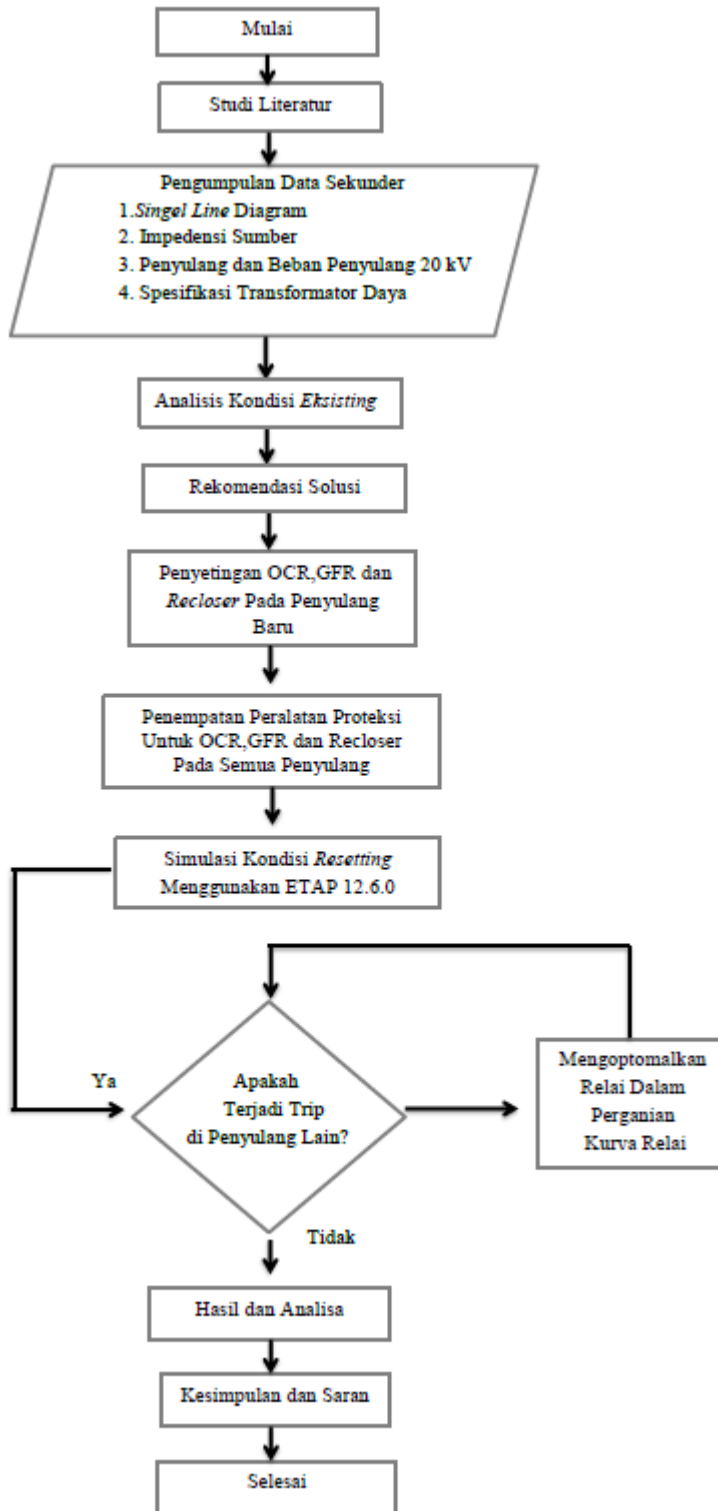 Mulai
Studi Literatur
Pengumpulan Data Sekunder
1.Singel Line Diagram
2. Impedensi Sumber
3. Penyulang dan Beban Penyulang 20 kV
4. Spesifikasi Transformator Daya
Analisis Kondisi Eksisting
Rekomendasi Solusi
Penyetingan OCR,GFR dan
Recloser Pada Penyulang
Baru
Penempatan Peralatan Proteksi
Untuk OCR,GFR dan Recloser
Pada Semua Penyulang
Simulasi Kondisi Resetting
Menggunakan ETAP 12.6.0
Ya
Apakah
Terjadi Trip
di Penyulang Lain?
Mengoptomalkan
Relai Dalam
Perganian
Kurva Relai
Tidak
Hasil dan Analisa
Kesimpulan dan Saran
Selesai